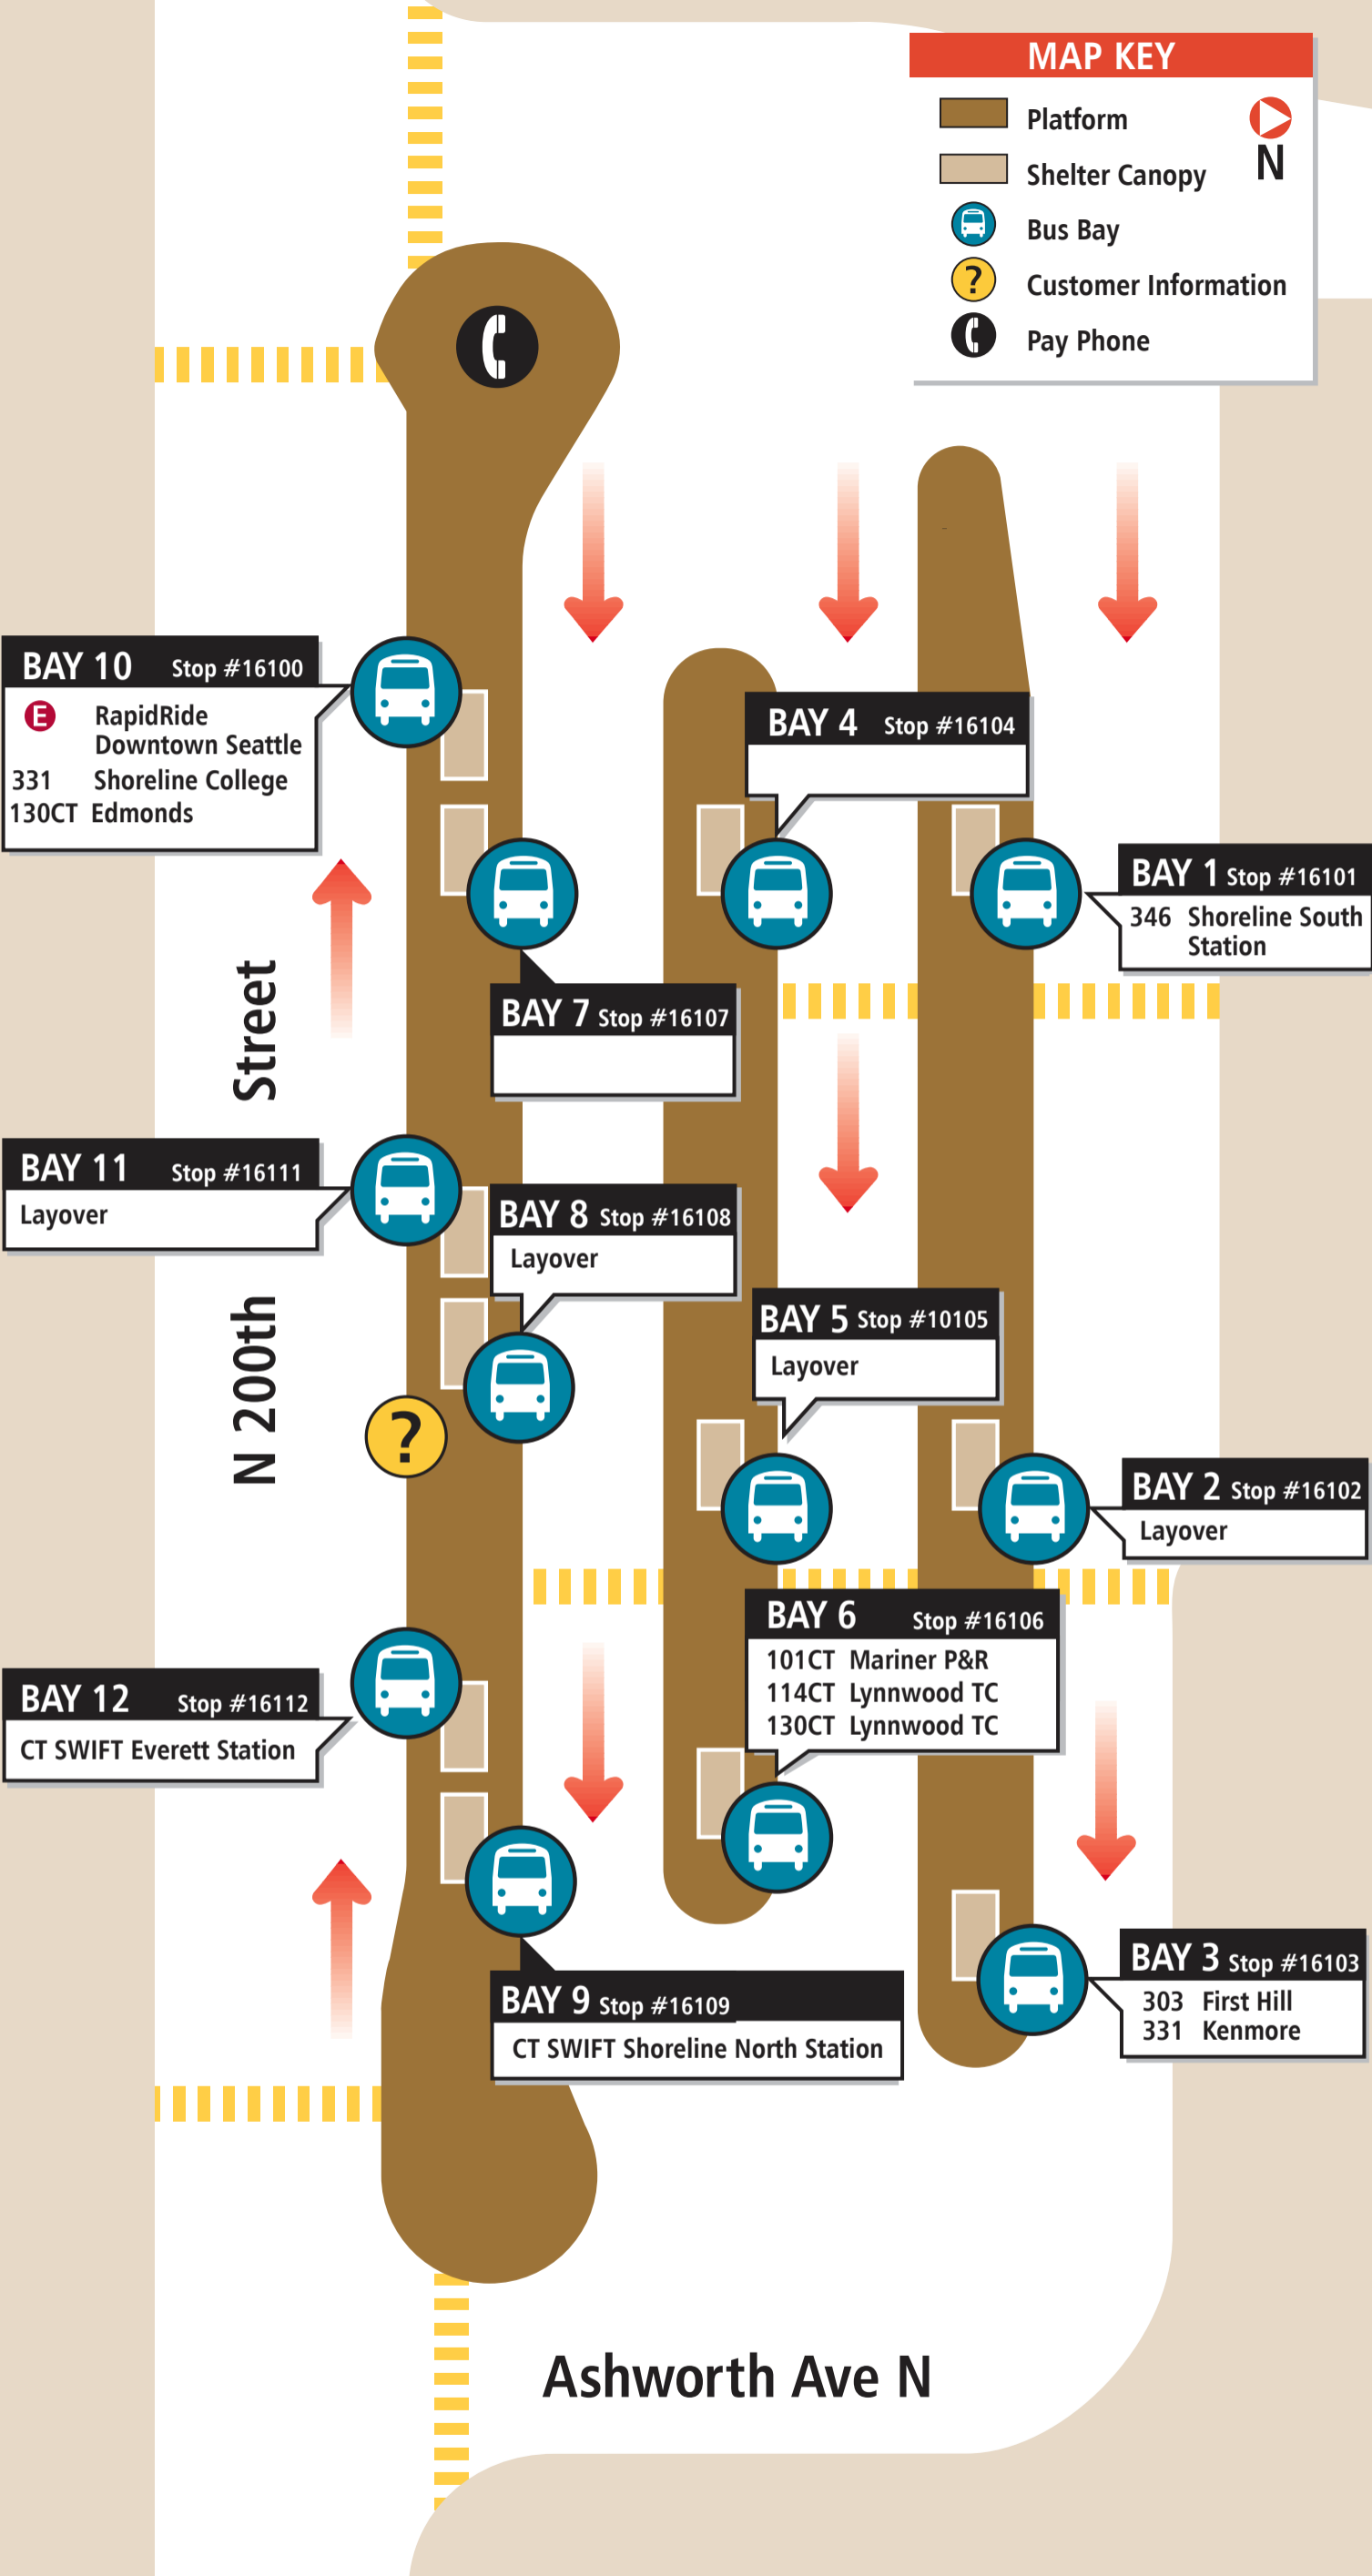 MAP KEY
Platform
Shelter Canopy
N
Bus Bay
? Customer Information
Pay Phone
BAY 10 Stop #16100
E RapidRide
Downtown Seattle
331 Shoreline College
130CT Edmonds
BAY 4 Stop #16104
BAY 1 Stop #16101
346 Shoreline South
Station
BAY 7 Stop #16107
BAY 11 Stop #16111
Layover
BAY 8 Stop #16108
Layover
N 200th Street
BAY 5 Stop #10105
Layover
?
BAY 2 Stop #16102
Layover
BAY 6 Stop #16106
101CT Mariner P&R
114CT Lynnwood TC
130CT Lynnwood TC
BAY 12 Stop #16112
CT SWIFT Everett Station
BAY 3 Stop #16103
303 First Hill
331 Kenmore
BAY 9 Stop #16109
CT SWIFT Shoreline North Station
Ashworth Ave N